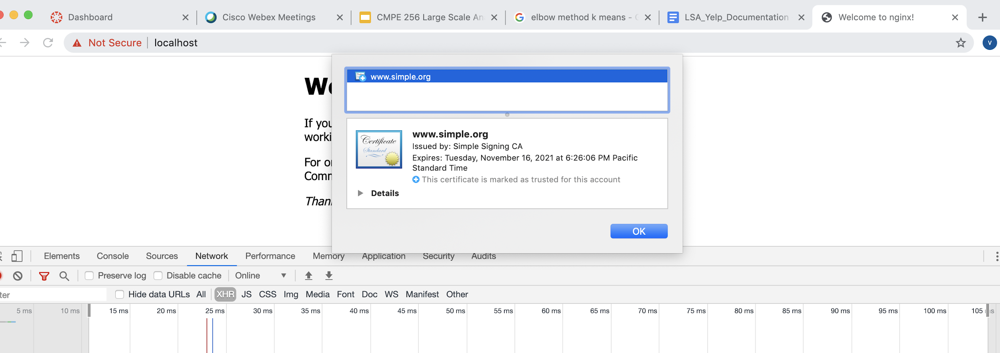 Dashboard
Cisco Webex Meetings
CMPE 256 Large Scale An
elbow method k means -
LSA_Yelp_Documentation
Welcome to nginx!
Not Secure
localhost
V
www.simple.org
If you
worki
For
Comm
Certificate
Standard
www.simple.org
Issued by: Simple Signing CA
Expires: Tuesday, November 16, 2021 at 6:26:06 PM Pacific
Standard Time
This certificate is marked as trusted for this account
Details
OK
Elements Console Sources Network Performance Memory Application Security Audits
Preserve log Disable cache Online
ter Hide data URLs All XHR JS CSS Img Media Font Doc WS Manifest Other
5 ms 10 ms 15 ms 20 ms 25 ms 30 ms 35 ms 40 ms 45 ms 50 ms 55 ms 60 ms 65 ms 70 ms 75 ms 80 ms 85 ms 90 ms 95 ms 100 ms 105 ms